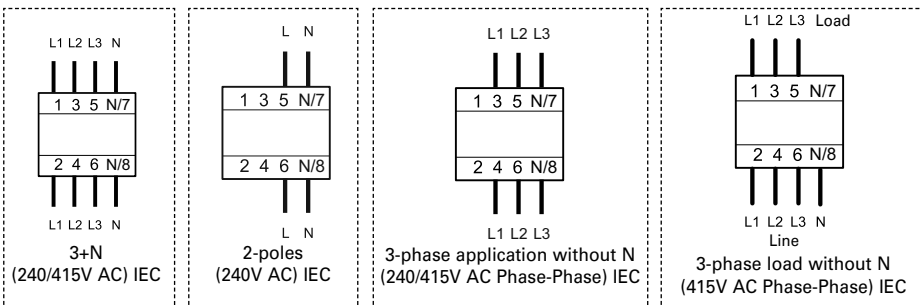 L1 L2 L3 N
1 3 5 N/7
2 4 6 N/8
L1 L2 L3 N
3+N
(240/415V AC) IEC
L N
1 3 5 N/7
2 4 6 N/8
L N
2-poles
(240V AC) IEC
L1 L2 L3
1 3 5 N/7
2 4 6 N/8
L1 L2 L3
3-phase application without N
(240/415V AC Phase-Phase) IEC
L1 L2 L3 Load
1 3 5 N/7
2 4 6 N/8
L1 L2 L3 N
Line
3-phase load without N
(415V AC Phase-Phase) IEC